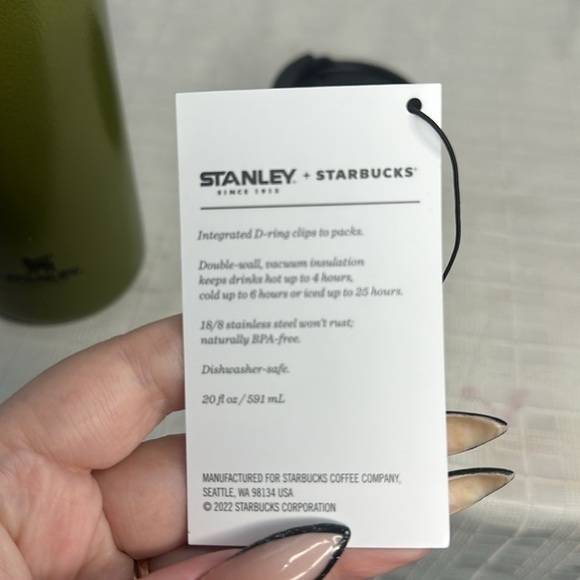 STANLEY. + STARBUCKS®
SINCE 1913
Integrated D-ring clips to packs.
Double-wall, vacuum insulation
keeps drinks hot up to 4 hours,
cold up to 6 hours or iced up to 25 hours.
18/8 stainless steel won't rust;
naturally BPA-free.
Dishwasher-safe.
20 fl oz / 591 mL
MANUFACTURED FOR STARBUCKS COFFEE COMPANY,
SEATTLE, WA 98134 USA
© 2022 STARBUCKS CORPORATION
STANLEY.